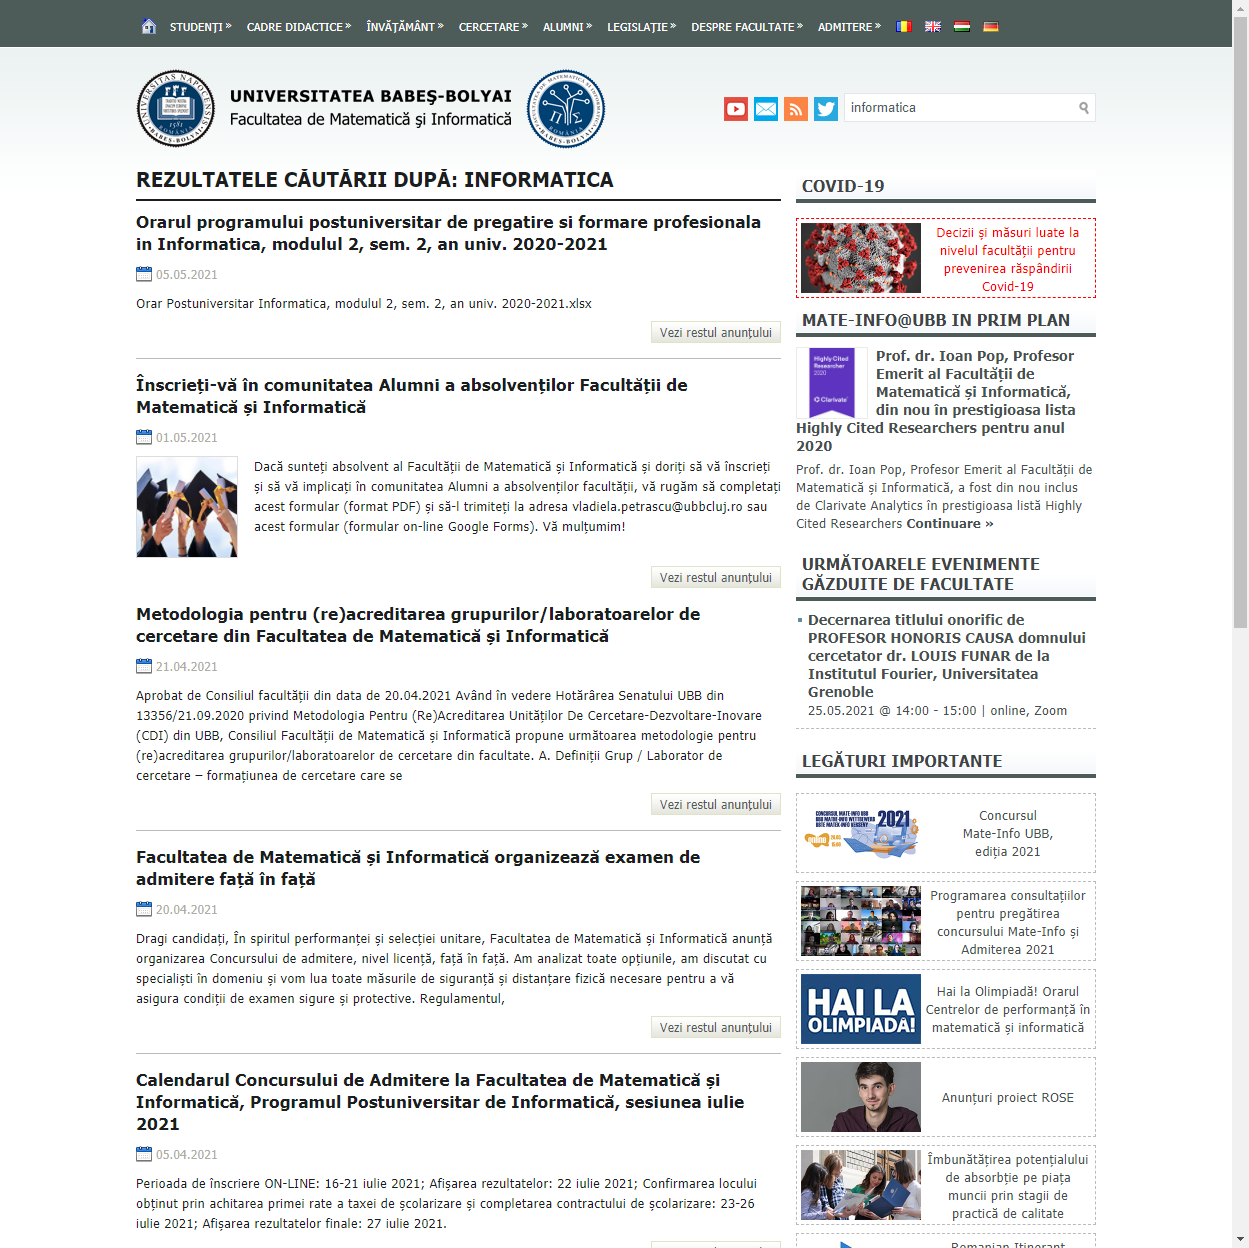 STUDENȚI » CADRE DIDACTICE » ÎNVĂȚĂMÂNT » CERCETARE » ALUMNI » LEGISLAȚIE » DESPRE FACULTATE » ADMITERE »
UNIVERSITATEA BABEŞ-BOLYAI
Facultatea de Matematică şi Informatică
informatica
REZULTATELE CĂUTĂRII DUPĂ: INFORMATICA
Orarul programului postuniversitar de pregatire si formare profesionala
in Informatica, modulul 2, sem. 2, an univ. 2020-2021
05.05.2021
Orar Postuniversitar Informatica, modulul 2, sem. 2, an univ. 2020-2021.xlsx
Vezi restul anunțului
Înscrieți-vă în comunitatea Alumni a absolvenților Facultății de
Matematică și Informatică
01.05.2021
Dacă sunteți absolvent al Facultății de Matematică și Informatică și doriți să vă înscrieți
și să vă implicați în comunitatea Alumni a absolvenților facultății, vă rugăm să completați
acest formular (format PDF) și să-l trimiteți la adresa vladiela.petrascu@ubbcluj.ro sau
acest formular (formular on-line Google Forms). Vă mulțumim!
Vezi restul anunțului
Metodologia pentru (re)acreditarea grupurilor/laboratoarelor de
cercetare din Facultatea de Matematică și Informatică
21.04.2021
Aprobat de Consiliul facultății din data de 20.04.2021 Având în vedere Hotărârea Senatului UBB din
13356/21.09.2020 privind Metodologia Pentru (Re)Acreditarea Unităților De Cercetare-Dezvoltare-Inovare
(CDI) din UBB, Consiliul Facultății de Matematică și Informatică propune următoarea metodologie pentru
(re)acreditarea grupurilor/laboratoarelor de cercetare din facultate. A. Definiții Grup / Laborator de
cercetare – formațiunea de cercetare care se
Vezi restul anunțului
Facultatea de Matematică și Informatică organizează examen de
admitere față în față
20.04.2021
Dragi candidați, În spiritul performanței și selecției unitare, Facultatea de Matematică și Informatică anunță
organizarea Concursului de admitere, nivel licență, față în față. Am analizat toate opțiunile, am discutat cu
specialiști în domeniu și vom lua toate măsurile de siguranță și distanțare fizică necesare pentru a vă
asigura condiții de examen sigure și protective. Regulamentul,
Vezi restul anunțului
Calendarul Concursului de Admitere la Facultatea de Matematică și
Informatică, Programul Postuniversitar de Informatică, sesiunea iulie
2021
05.04.2021
Perioada de înscriere ON-LINE: 16-21 iulie 2021; Afișarea rezultatelor: 22 iulie 2021; Confirmarea locului
obținut prin achitarea primei rate a taxei de școlarizare și completarea contractului de școlarizare: 23-26
iulie 2021; Afișarea rezultatelor finale: 27 iulie 2021.
COVID-19
Decizii și măsuri luate la
nivelul facultății pentru
prevenirea răspândirii
Covid-19
MATE-INFO@UBB IN PRIM PLAN
Highly Cited
Researcher
2020
Clarivate
Prof. dr. Ioan Pop, Profesor
Emerit al Facultății de
Matematică și Informatică,
din nou în prestigioasa lista
Highly Cited Researchers pentru anul
2020
Prof. dr. Ioan Pop, Profesor Emerit al Facultății de
Matematică și Informatică, a fost din nou inclus
de Clarivate Analytics în prestigioasa listă Highly
Cited Researchers Continuare »
URMĂTOARELE EVENIMENTE
GĂZDUITE DE FACULTATE
Decernarea titlului onorific de
PROFESOR HONORIS CAUSA domnului
cercetator dr. LOUIS FUNAR de la
Institutul Fourier, Universitatea
Grenoble
25.05.2021 @ 14:00 - 15:00 | online, Zoom
LEGĂTURI IMPORTANTE
2021
Concursul
Mate-Info UBB,
ediția 2021
Programarea consultațiilor
pentru pregătirea
concursului Mate-Info și
Admiterea 2021
HAI LA
OLIMPIADĂ!
Hai la Olimpiadă! Orarul
Centrelor de performanță în
matematică și informatică
Anunțuri proiect ROSE
Îmbunătățirea potențialului
de absorbție pe piața
muncii prin stagii de
practică de calitate
Romanian Itinerant